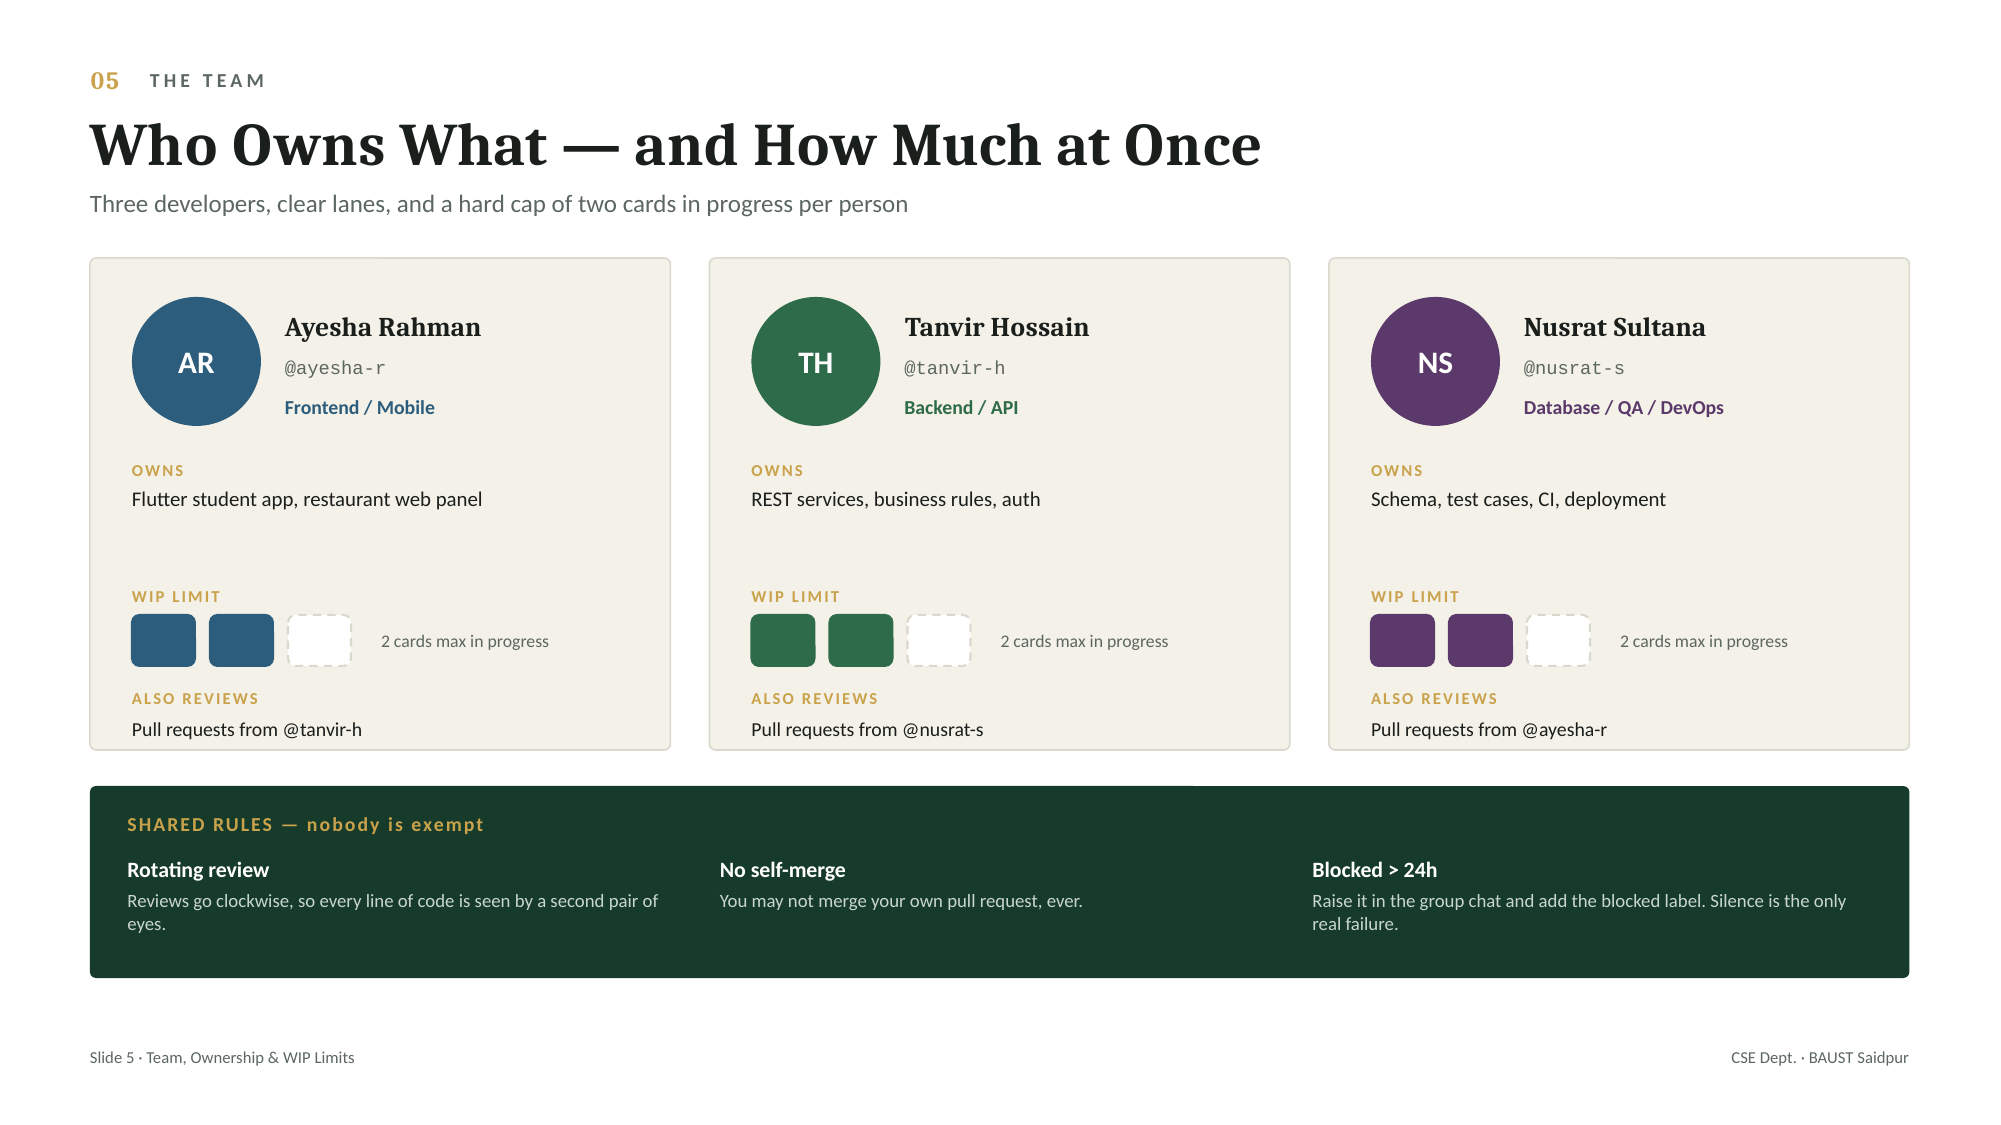 05 THE TEAM
Who Owns What — and How Much at Once
Three developers, clear lanes, and a hard cap of two cards in progress per person
AR
Ayesha Rahman
@ayesha-r
Frontend / Mobile
OWNS
Flutter student app, restaurant web panel
WIP LIMIT
2 cards max in progress
ALSO REVIEWS
Pull requests from @tanvir-h
TH
Tanvir Hossain
@tanvir-h
Backend / API
OWNS
REST services, business rules, auth
WIP LIMIT
2 cards max in progress
ALSO REVIEWS
Pull requests from @nusrat-s
NS
Nusrat Sultana
@nusrat-s
Database / QA / DevOps
OWNS
Schema, test cases, CI, deployment
WIP LIMIT
2 cards max in progress
ALSO REVIEWS
Pull requests from @ayesha-r
SHARED RULES — nobody is exempt
Rotating review
Reviews go clockwise, so every line of code is seen by a second pair of
eyes.
No self-merge
You may not merge your own pull request, ever.
Blocked > 24h
Raise it in the group chat and add the blocked label. Silence is the only
real failure.
Slide 5 · Team, Ownership & WIP Limits
CSE Dept. · BAUST Saidpur